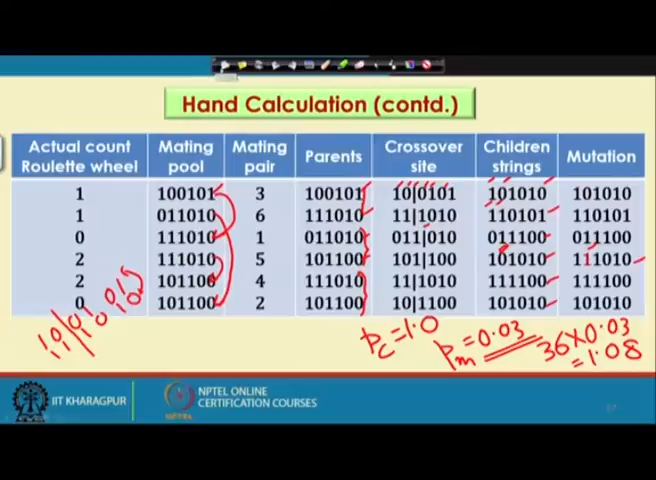 Hand Calculation (contd.)
Actual count Roulette wheel | Mating pool | Mating pair | Parents | Crossover site | Children strings | Mutation
1 | 100101 | 3 | 100101 | 10|0101 | 101010 | 101010
1 | 011010 | 6 | 111010 | 11|1010 | 110101 | 110101
0 | 111010 | 1 | 011010 | 011|010 | 011100 | 011100
2 | 111010 | 5 | 101100 | 101|100 | 101010 | 111010
2 | 101100 | 4 | 111010 | 11|1010 | 111100 | 111100
0 | 101100 | 2 | 101100 | 10|1100 | 101010 | 101010
Pc=1.0
Pm=0.03
36×0.03
=1.08
IIT KHARAGPUR
NPTEL ONLINE
CERTIFICATION COURSES
NPTEL